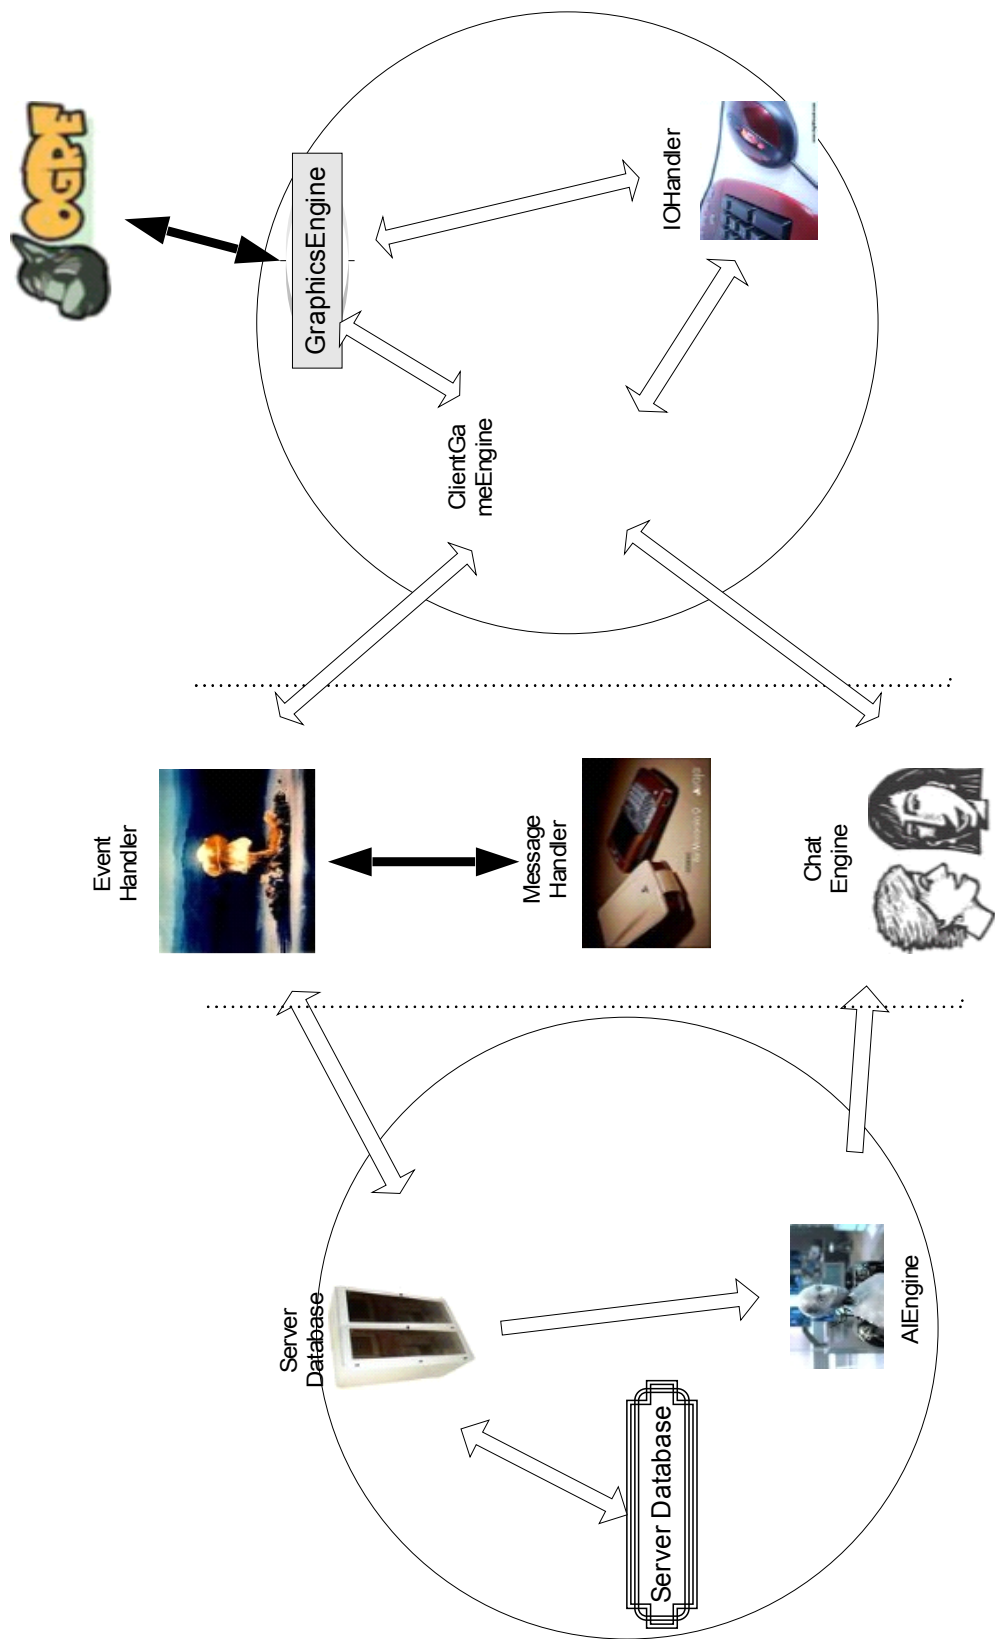 OGRE
GraphicsEngine
IOHandler
ClientGa
meEngine
Event
Handler
Message
Handler
Chat
Engine
Server
Database
AIEngine
Server Database